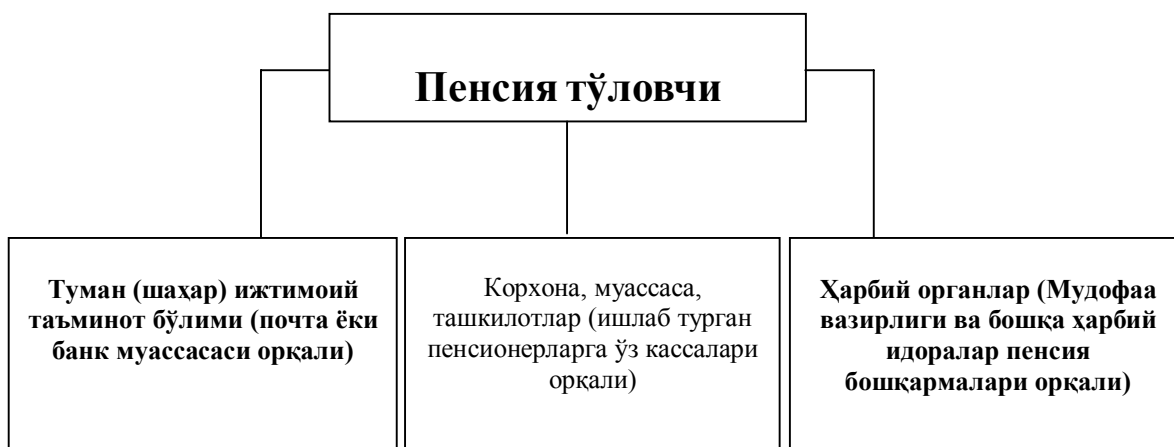 Пенсия тўловчи
Туман (шаҳар) ижтимоий
таъминот бўлими (почта ёки
банк муассасаси орқали)
Корхона, муассаса,
ташкилотлар (ишлаб турган
пенсионерларга ўз кассалари
орқали)
Ҳарбий органлар (Мудофаа
вазирлиги ва бошқа ҳарбий
идоралар пенсия
бошқармалари орқали)